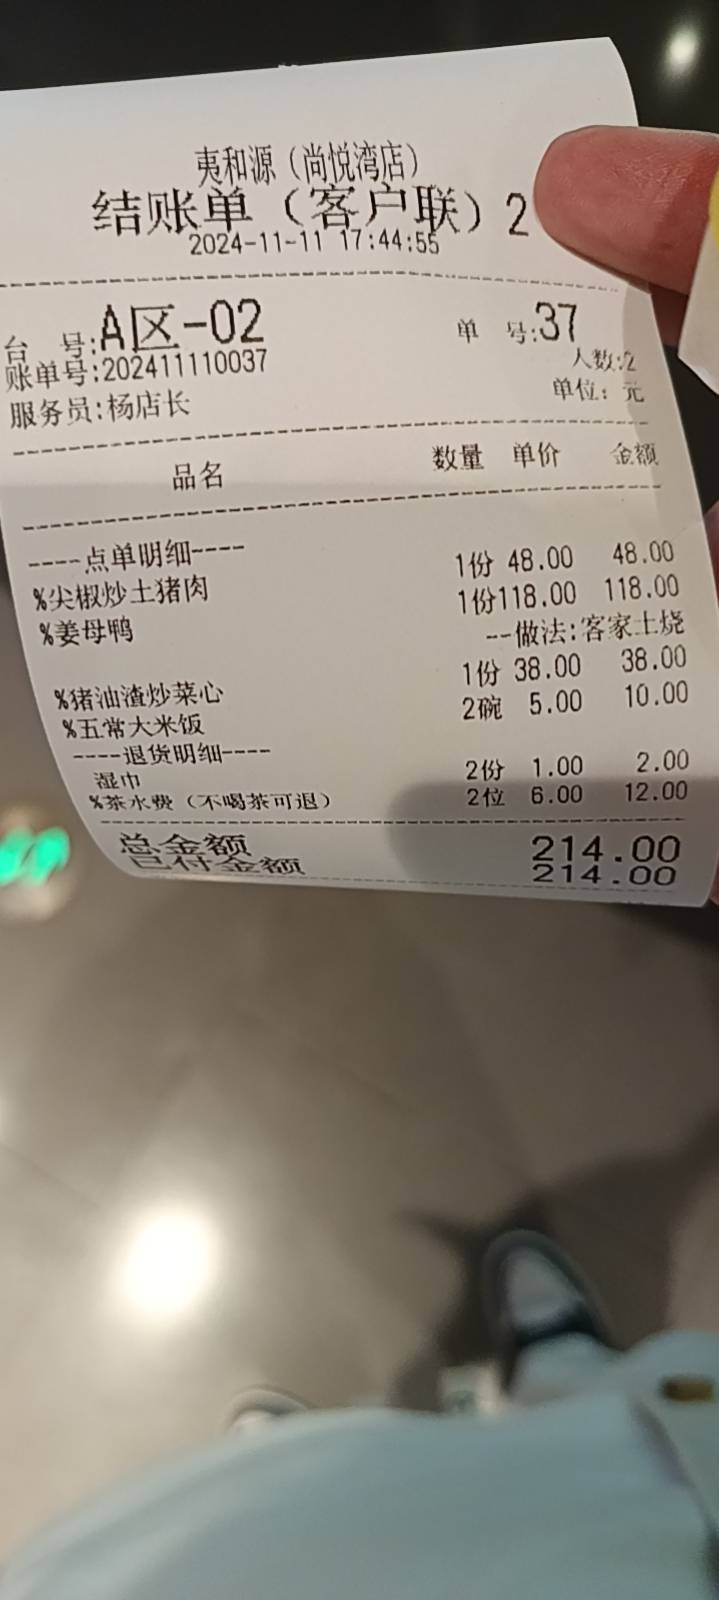 夷和源（尚悦湾店）
结账单（客户联）2
2024-11-11 17:44:55
台 号:A区-02 单 号:37
账单号:202411110037 人数:2
服务员:杨店长 单位: 元
品名 数量 单价 金额
----点单明细----
%尖椒炒土猪肉 1份 48.00 48.00
%姜母鸭 1份118.00 118.00
--做法:客家土烧
%猪油渣炒菜心 1份 38.00 38.00
%五常大米饭 2碗 5.00 10.00
----退货明细----
湿巾 2份 1.00 2.00
%茶水费（不喝茶可退） 2位 6.00 12.00
总金额 214.00
已付金额 214.00